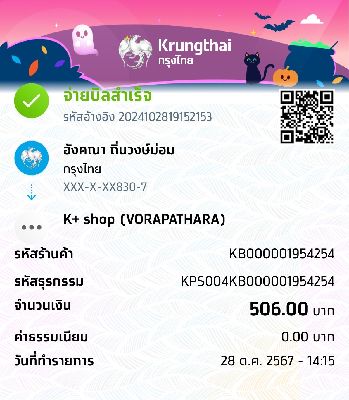 Krungthai
กรุงไทย
จ่ายบิลสำเร็จ
รหัสอ้างอิง 2024102819152153
อังคณา ถิ่นวงษ์ม่อม
กรุงไทย
XXX-X-XX830-7
K+ shop (VORAPATHARA)
รหัสร้านค้า KB000001954254
รหัสธุรกรรม KPS004KB000001954254
จำนวนเงิน 506.00 บาท
ค่าธรรมเนียม 0.00 บาท
วันที่ทำรายการ 28 ต.ค. 2567 - 14:15